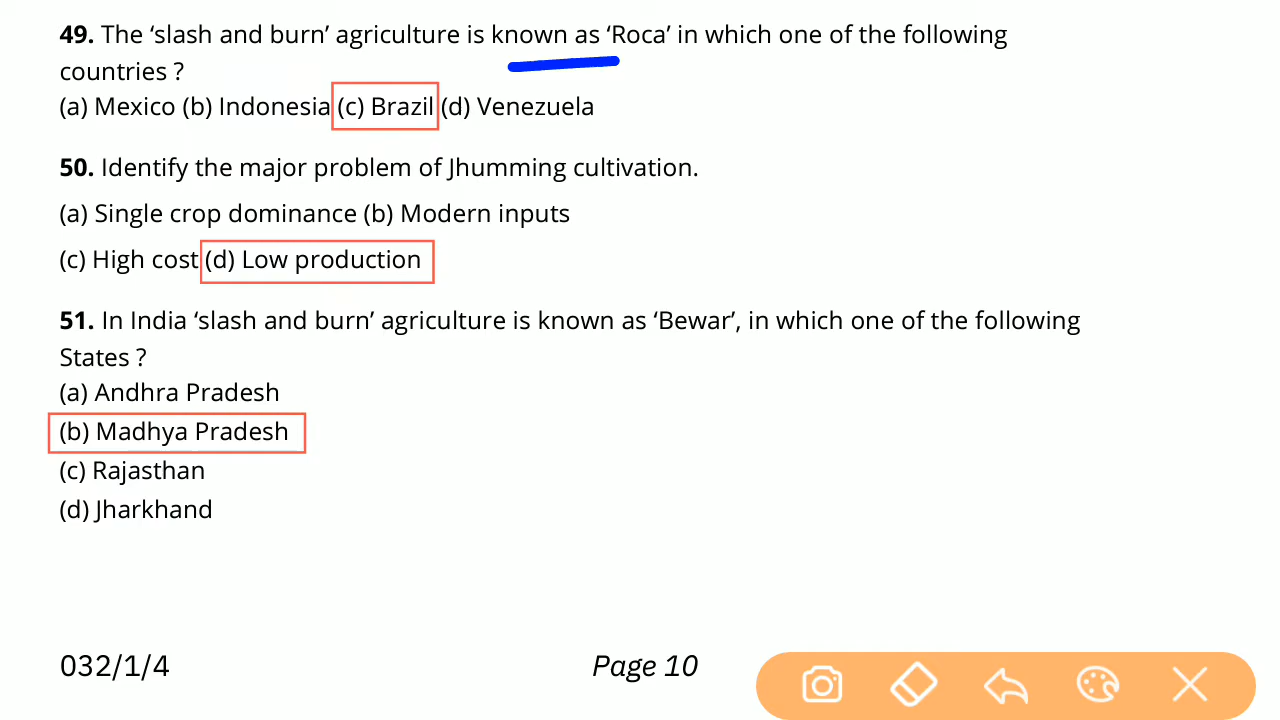 49. The ‘slash and burn’ agriculture is known as ‘Roca’ in which one of the following
countries ?
(a) Mexico (b) Indonesia (c) Brazil (d) Venezuela
50. Identify the major problem of Jhumming cultivation.
(a) Single crop dominance (b) Modern inputs
(c) High cost (d) Low production
51. In India ‘slash and burn’ agriculture is known as ‘Bewar’, in which one of the following
States ?
(a) Andhra Pradesh
(b) Madhya Pradesh
(c) Rajasthan
(d) Jharkhand
032/1/4 Page 10